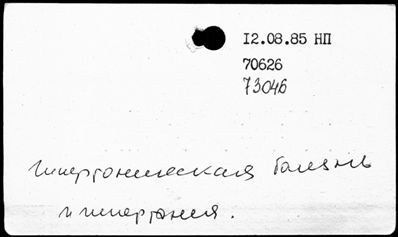 12.08.85 НП
70626
73046
гипертоническая болезнь
и гипертония.